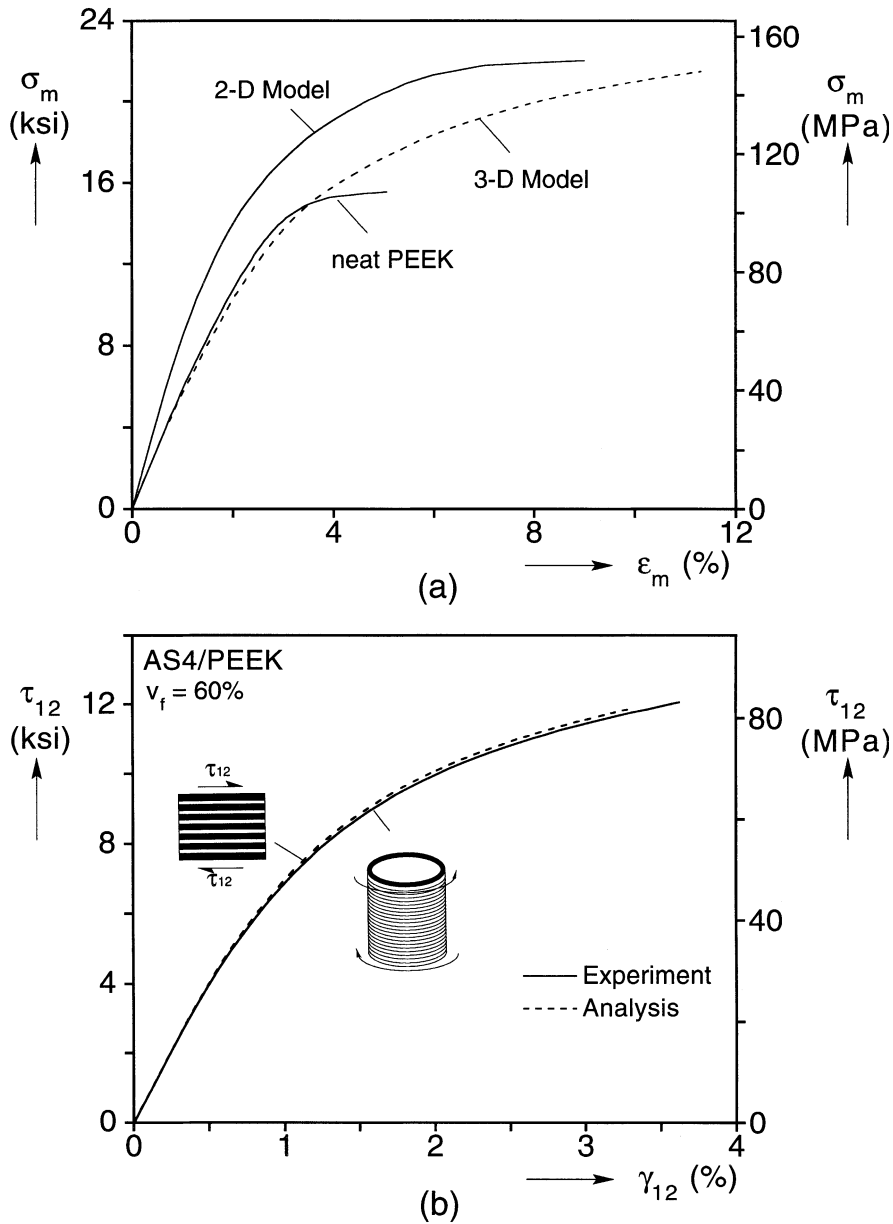 24
160
σm
(ksi)
σm
(MPa)
2-D Model
3-D Model
neat PEEK
16
120
80
8
40
0
0
0
4
8
12
εm (%)
(a)
AS4/PEEK
vf = 60%
τ12
(ksi)
τ12
(MPa)
12
80
τ12
τ12
8
40
4
Experiment
Analysis
0
0
0
1
2
3
4
γ12 (%)
(b)